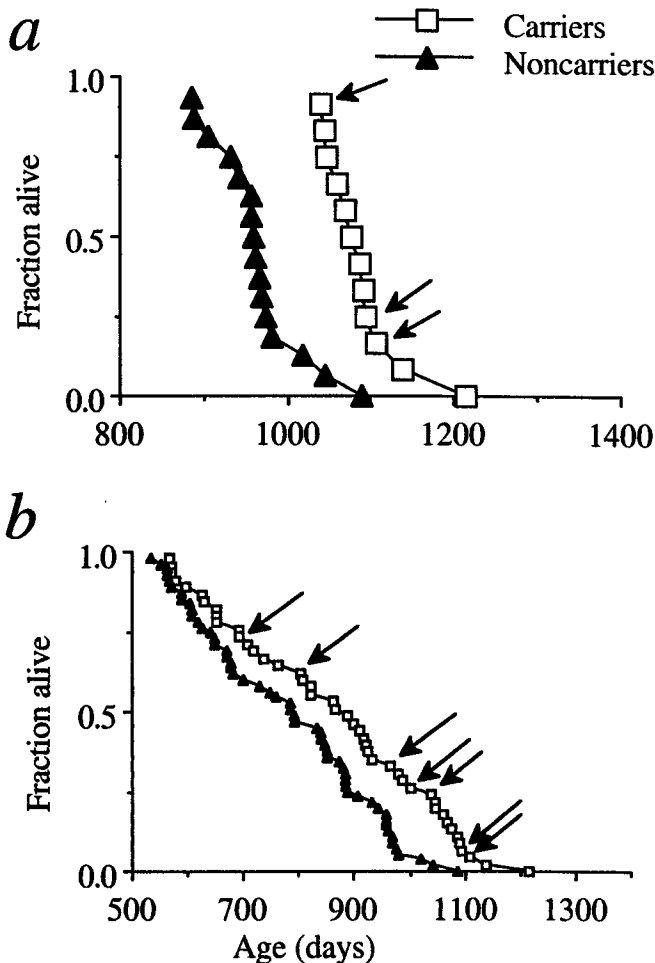 a
Carriers
Noncarriers
Fraction alive
1.0
0.5
0.0
800 1000 1200 1400
b
Fraction alive
1.0
0.5
0.0
500 700 900 1100 1300
Age (days)